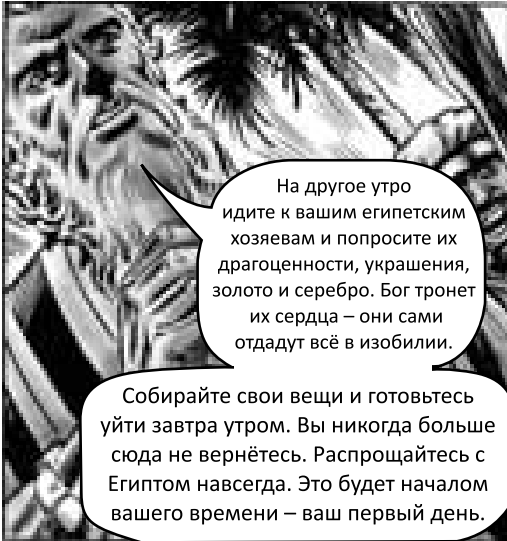 На другое утро
идите к вашим египетским
хозяевам и попросите их
драгоценности, украшения,
золото и серебро. Бог тронет
их сердца – они сами
отдадут всё в изобилии.
Собирайте свои вещи и готовьтесь
уйти завтра утром. Вы никогда больше
сюда не вернётесь. Распрощайтесь с
Египтом навсегда. Это будет началом
вашего времени – ваш первый день.